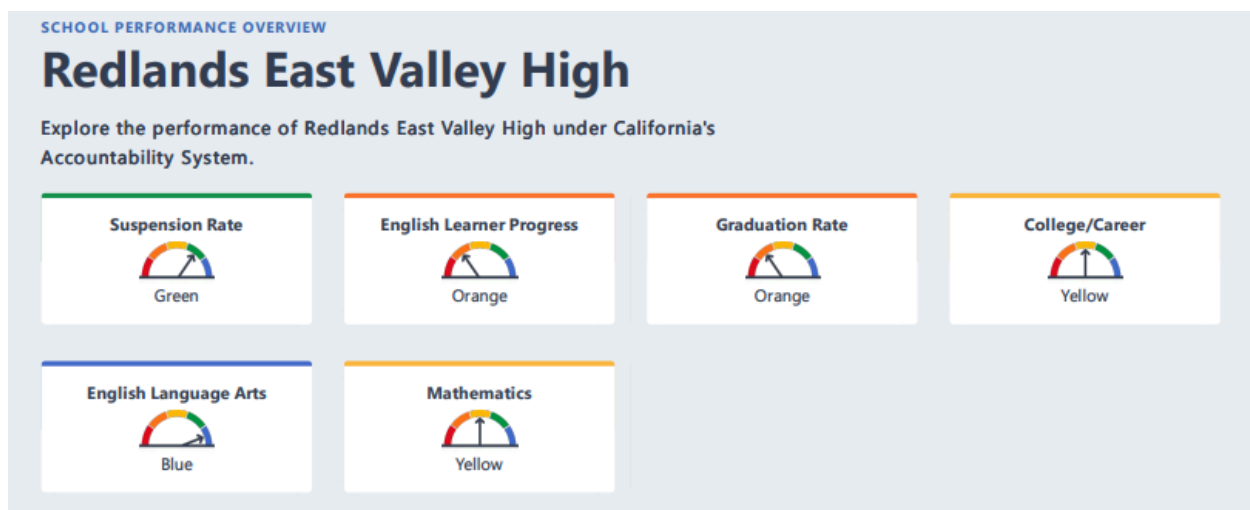 SCHOOL PERFORMANCE OVERVIEW
Redlands East Valley High
Explore the performance of Redlands East Valley High under California's
Accountability System.
Suspension Rate
Green
English Learner Progress
Orange
Graduation Rate
Orange
College/Career
Yellow
English Language Arts
Blue
Mathematics
Yellow